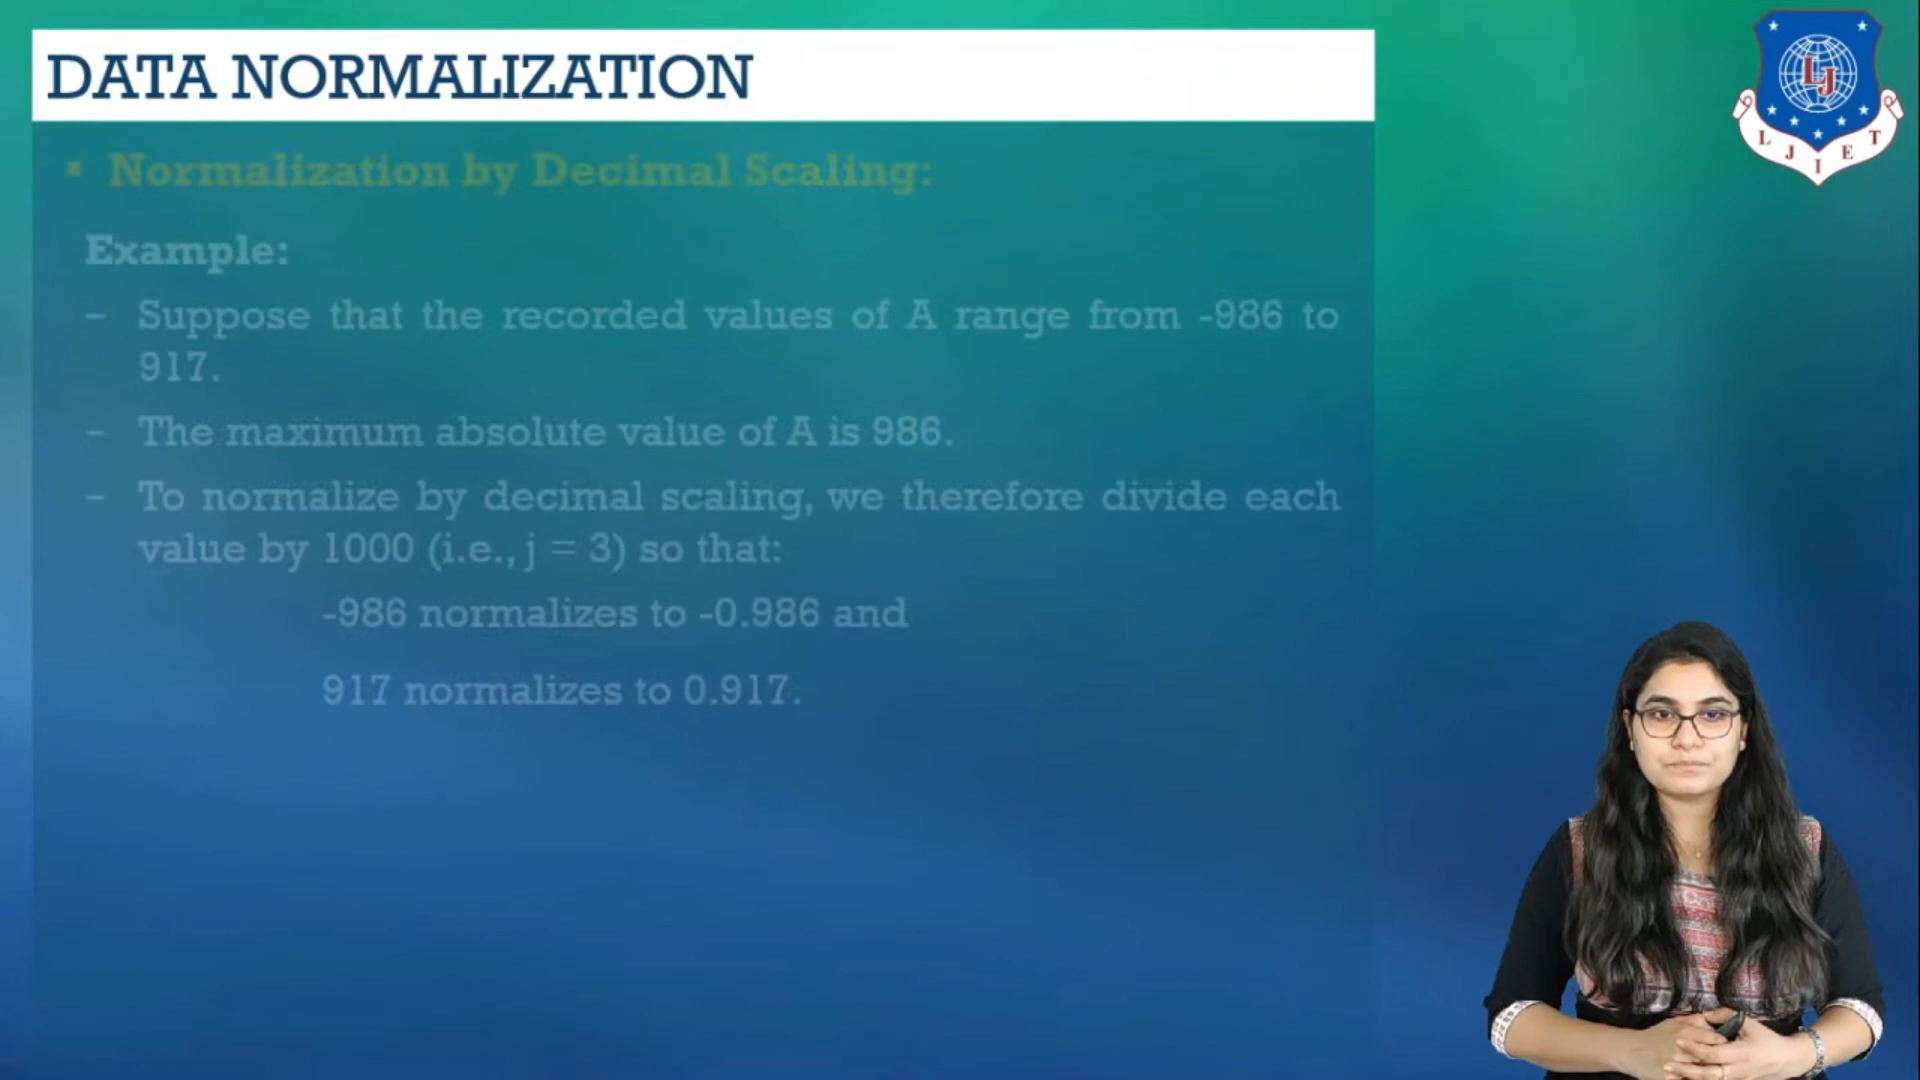 DATA NORMALIZATION
▪ Normalization by Decimal Scaling:
Example:
– Suppose that the recorded values of A range from -986 to
917.
– The maximum absolute value of A is 986.
– To normalize by decimal scaling, we therefore divide each
value by 1000 (i.e., j = 3) so that:
-986 normalizes to -0.986 and
917 normalizes to 0.917.
LJ
L J I E T